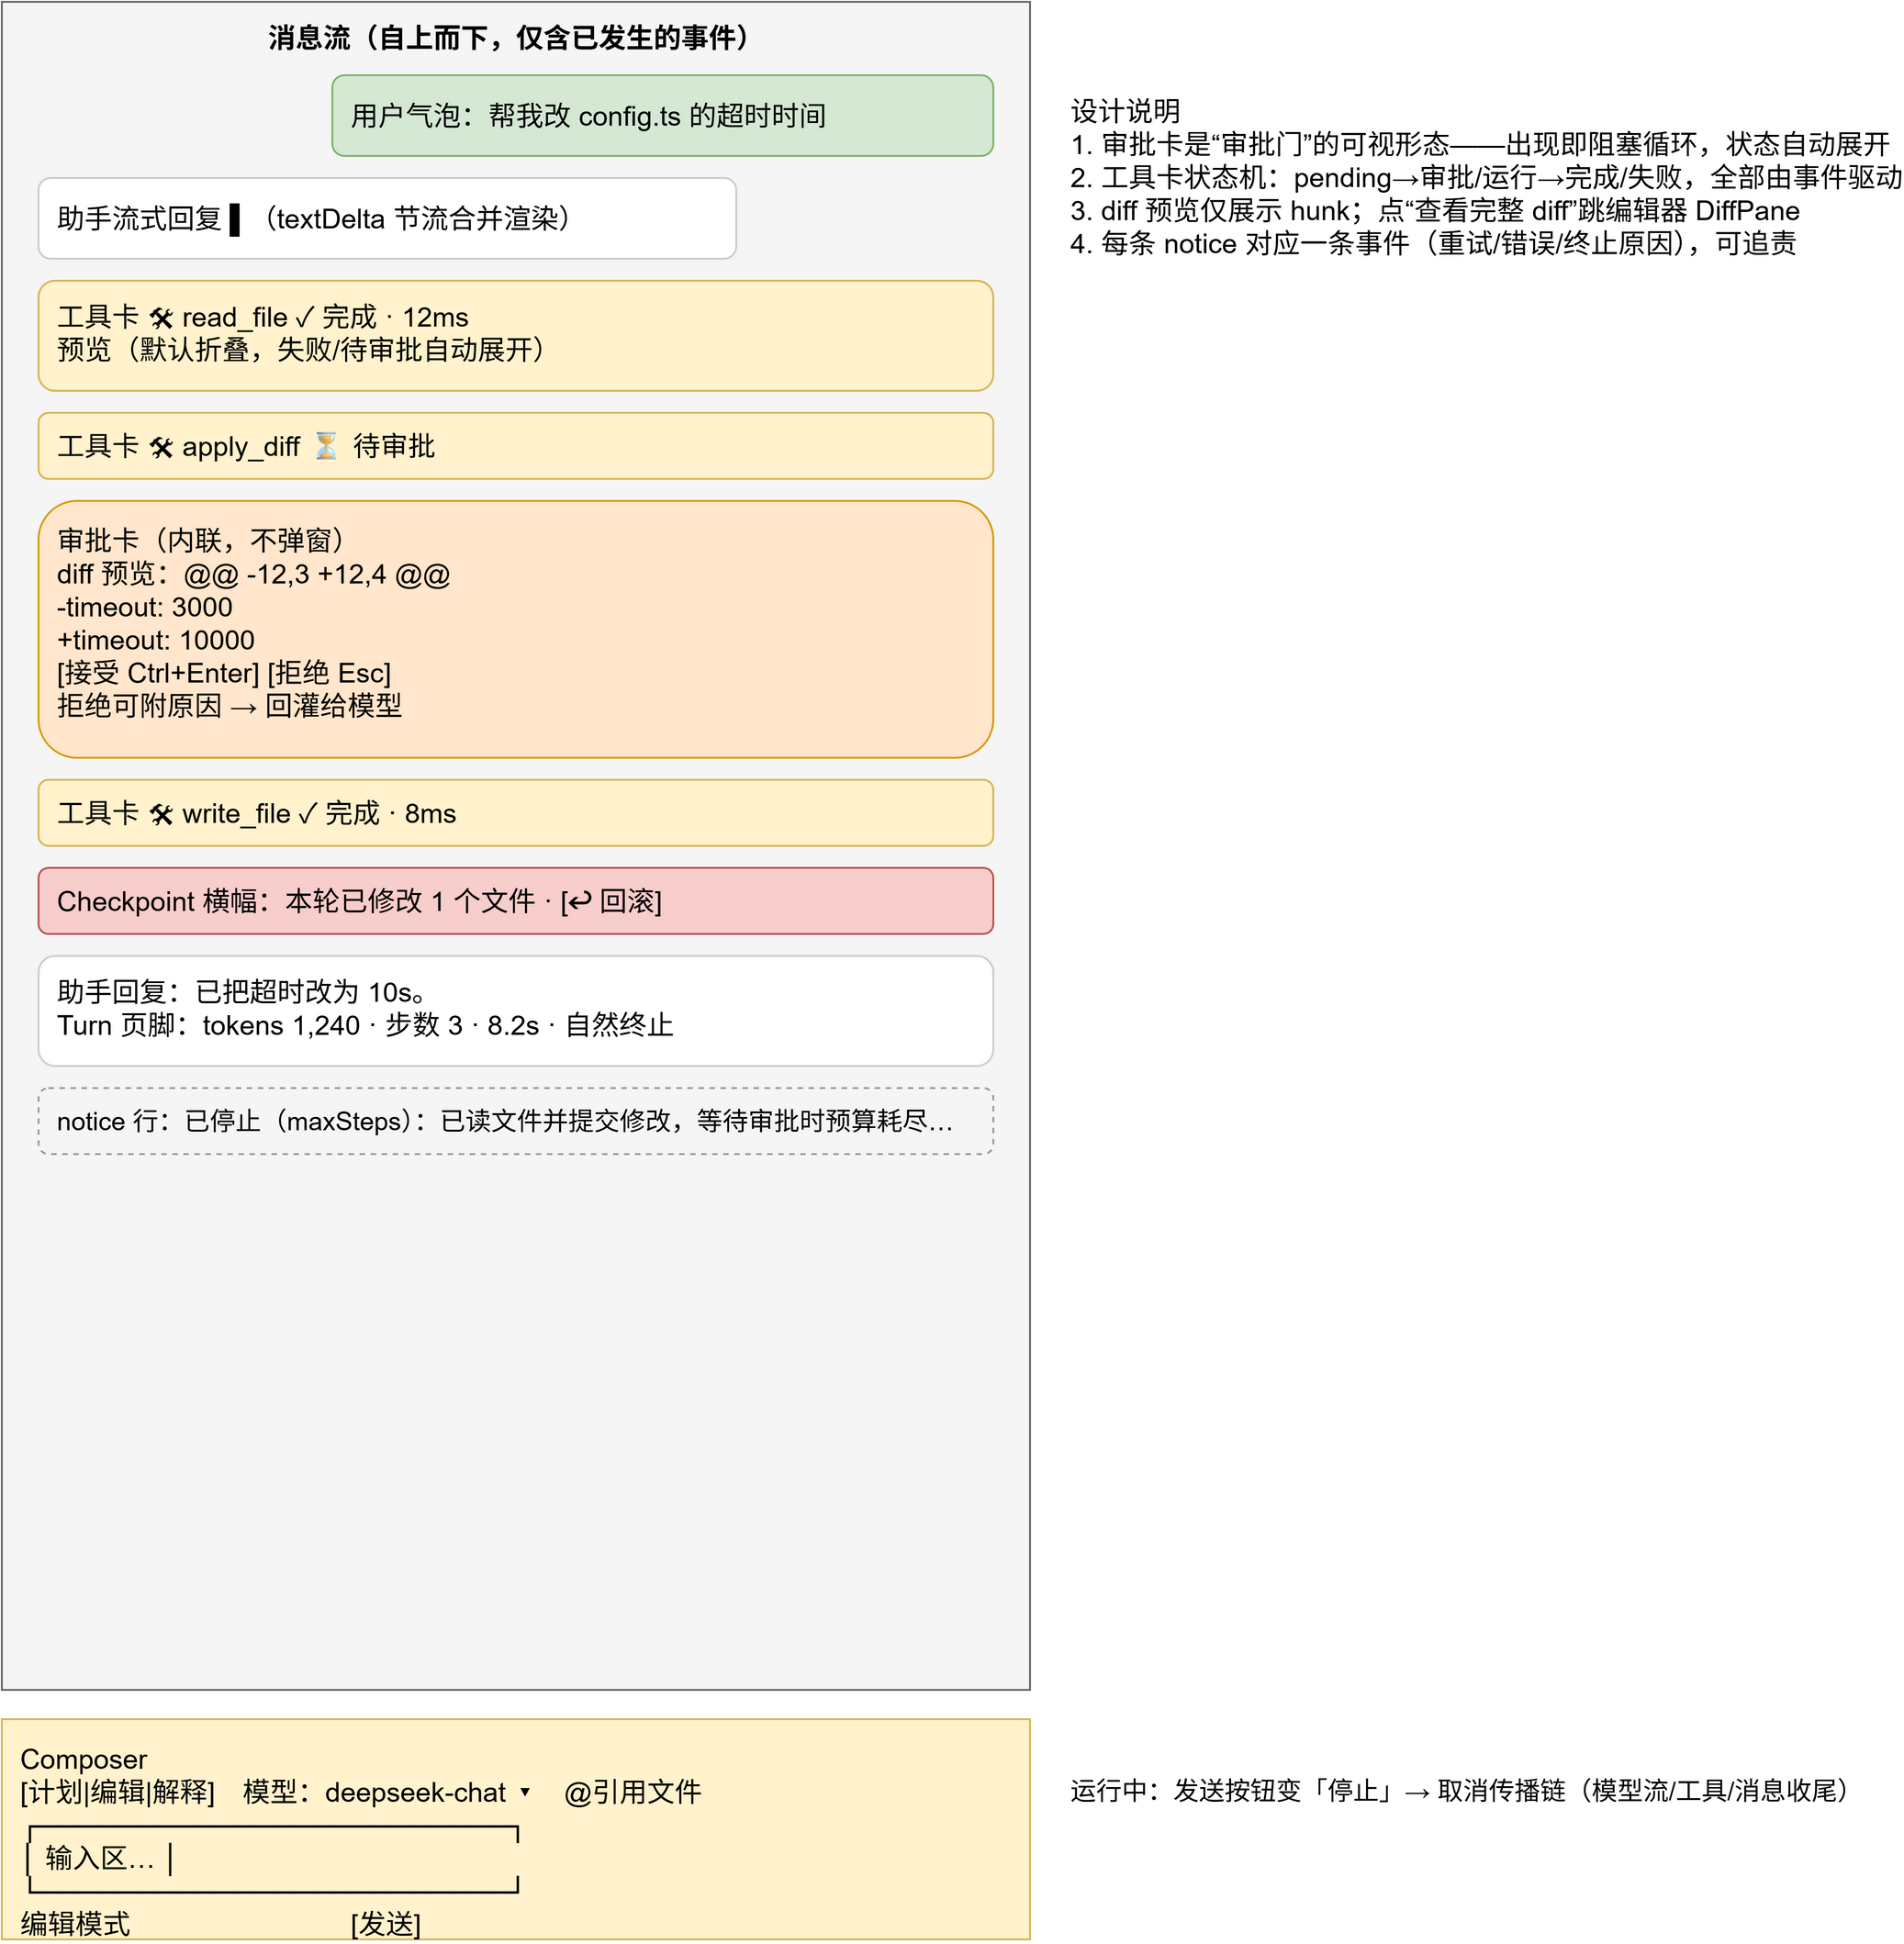 消息流（自上而下，仅含已发生的事件）
用户气泡：帮我改 config.ts 的超时时间
助手流式回复 ▌（textDelta 节流合并渲染）
工具卡 🛠 read_file ✓ 完成 · 12ms
预览（默认折叠，失败/待审批自动展开）
工具卡 🛠 apply_diff ⏳ 待审批
审批卡（内联，不弹窗）
diff 预览：@@ -12,3 +12,4 @@
-timeout: 3000
+timeout: 10000
[接受 Ctrl+Enter] [拒绝 Esc]
拒绝可附原因 → 回灌给模型
工具卡 🛠 write_file ✓ 完成 · 8ms
Checkpoint 横幅：本轮已修改 1 个文件 · [↩ 回滚]
助手回复：已把超时改为 10s。
Turn 页脚：tokens 1,240 · 步数 3 · 8.2s · 自然终止
notice 行：已停止（maxSteps）：已读文件并提交修改，等待审批时预算耗尽…
设计说明
1. 审批卡是“审批门”的可视形态——出现即阻塞循环，状态自动展开
2. 工具卡状态机：pending→审批/运行→完成/失败，全部由事件驱动
3. diff 预览仅展示 hunk；点“查看完整 diff”跳编辑器 DiffPane
4. 每条 notice 对应一条事件（重试/错误/终止原因），可追责
Composer
[计划|编辑|解释] 模型：deepseek-chat ▾ @引用文件
│ 输入区… │
编辑模式 [发送]
运行中：发送按钮变「停止」→ 取消传播链（模型流/工具/消息收尾）